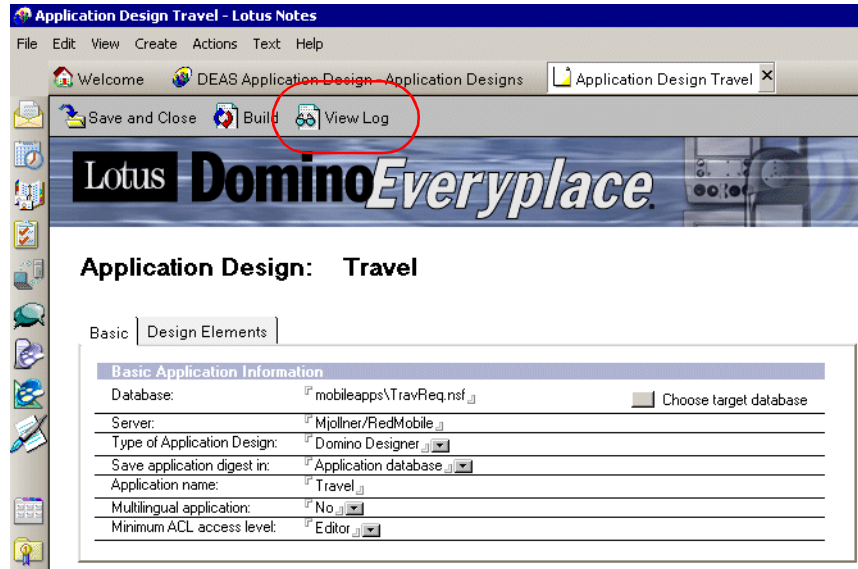 Application Design Travel - Lotus Notes
File Edit View Create Actions Text Help
Welcome DEAS Application Design - Application Designs Application Design Travel
Save and Close Build View Log
Lotus Domino Everyplace.
Application Design: Travel
Basic Design Elements
Basic Application Information
Database: mobileapps\TravReq.nsf Choose target database
Server: Mjollner/RedMobile
Type of Application Design: Domino Designer
Save application digest in: Application database
Application name: Travel
Multilingual application: No
Minimum ACL access level: Editor